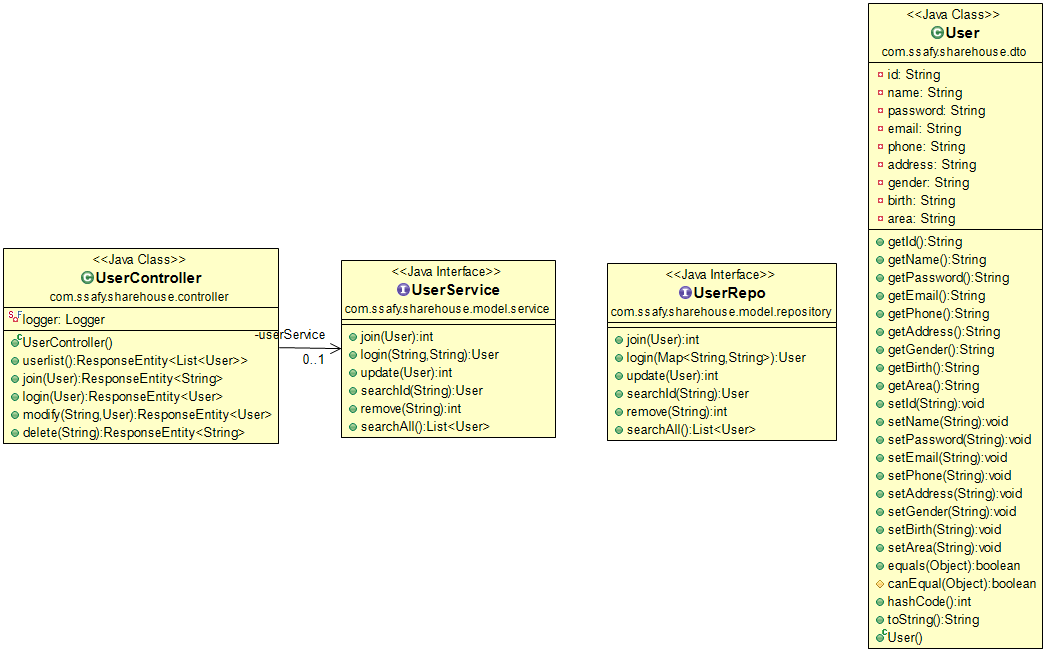 <<Java Class>>
UserController
com.ssafy.sharehouse.controller
logger: Logger
UserController()
userlist():ResponseEntity<List<User>>
join(User):ResponseEntity<String>
login(User):ResponseEntity<User>
modify(String,User):ResponseEntity<User>
delete(String):ResponseEntity<String>
-userService
0..1
<<Java Interface>>
UserService
com.ssafy.sharehouse.model.service
join(User):int
login(String,String):User
update(User):int
searchId(String):User
remove(String):int
searchAll():List<User>
<<Java Interface>>
UserRepo
com.ssafy.sharehouse.model.repository
join(User):int
login(Map<String,String>):User
update(User):int
searchId(String):User
remove(String):int
searchAll():List<User>
<<Java Class>>
User
com.ssafy.sharehouse.dto
id: String
name: String
password: String
email: String
phone: String
address: String
gender: String
birth: String
area: String
getId():String
getName():String
getPassword():String
getEmail():String
getPhone():String
getAddress():String
getGender():String
getBirth():String
getArea():String
setId(String):void
setName(String):void
setPassword(String):void
setEmail(String):void
setPhone(String):void
setAddress(String):void
setGender(String):void
setBirth(String):void
setArea(String):void
equals(Object):boolean
canEqual(Object):boolean
hashCode():int
toString():String
User()